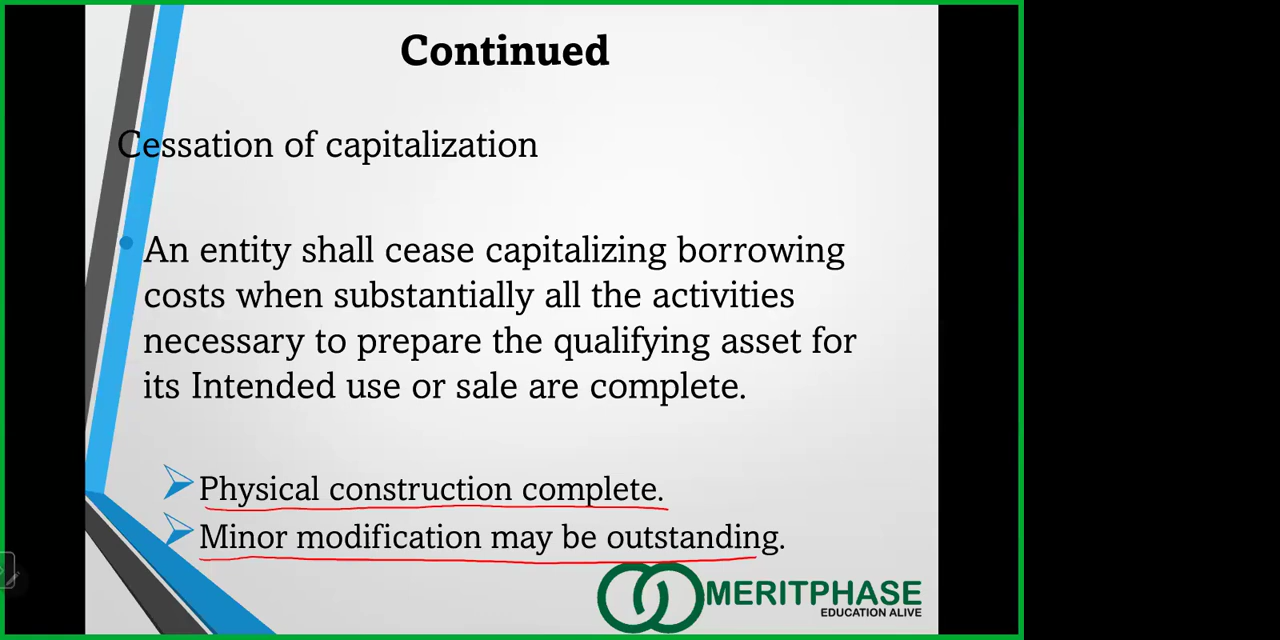 Continued
Cessation of capitalization
An entity shall cease capitalizing borrowing
costs when substantially all the activities
necessary to prepare the qualifying asset for
its Intended use or sale are complete.
Physical construction complete.
Minor modification may be outstanding.
MERITPHASE
EDUCATION ALIVE